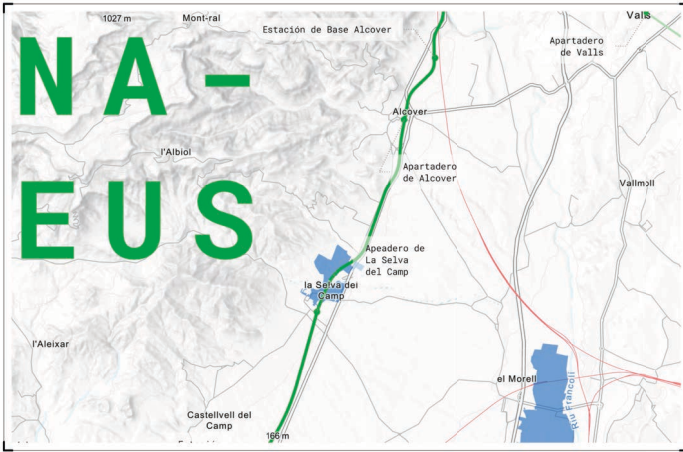 1027 m
Mont-ral
Valls
Estación de Base Alcover
NA-
Apartadero
de Valls
Alcover
l'Albiol
Apartadero
de Alcover
Vallmoll
EUS
Apeadero de
La Selva
del Camp
la Selva del
Camp
l'Aleixar
el Morell
Riu Francolí
Castellvell del
Camp
166 m